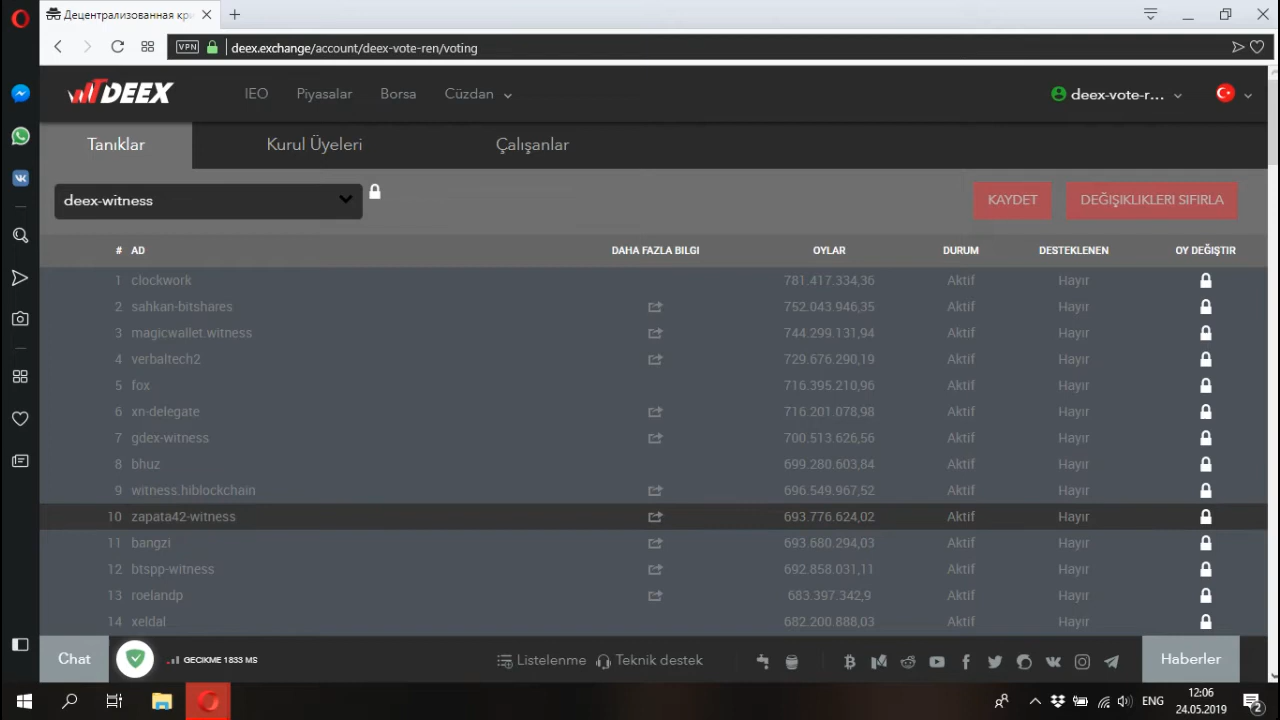 Децентрализованная кри
VPN
deex.exchange/account/deex-vote-ren/voting
DEEX
IEO
Piyasalar
Borsa
Cüzdan
deex-vote-r...
Tanıklar
Kurul Üyeleri
Çalışanlar
deex-witness
KAYDET
DEĞIŞIKLIKLERI SIFIRLA
# AD DAHA FAZLA BILGI OYLAR DURUM DESTEKLENEN OY DEĞIŞTIR
1 clockwork 781.417.334,36 Aktif Hayır
2 sahkan-bitshares 752.043.946,35 Aktif Hayır
3 magicwallet.witness 744.299.131,94 Aktif Hayır
4 verbaltech2 729.676.290,19 Aktif Hayır
5 fox 716.395.210,96 Aktif Hayır
6 xn-delegate 716.201.078,98 Aktif Hayır
7 gdex-witness 700.513.626,56 Aktif Hayır
8 bhuz 699.280.603,84 Aktif Hayır
9 witness.hiblockchain 696.549.967,52 Aktif Hayır
10 zapata42-witness 693.776.624,02 Aktif Hayır
11 bangzi 693.680.294,03 Aktif Hayır
12 btspp-witness 692.858.031,11 Aktif Hayır
13 roelandp 683.397.342,9 Aktif Hayır
14 xeldal 682.200.888,03 Aktif Hayır
Chat
GECIKME 1833 MS
Listelenme
Teknik destek
Haberler
ENG
12:06
24.05.2019
2